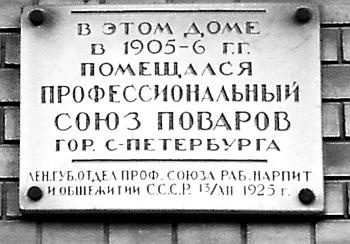 В ЭТОМ ДОМЕ
В 1905-6 Г.Г.
ПОМЕЩАЛСЯ
ПРОФЕССИОНАЛЬНЫЙ
СОЮЗ ПОВАРОВ
ГОР. С-ПЕТЕРБУРГА
ЛЕН.ГУБ.ОТДЕЛ ПРОФ. СОЮЗА РАБ. НАРПИТ
И ОБЩЕЖИТИЙ С.С.С.Р. 13/XII 1925 г.